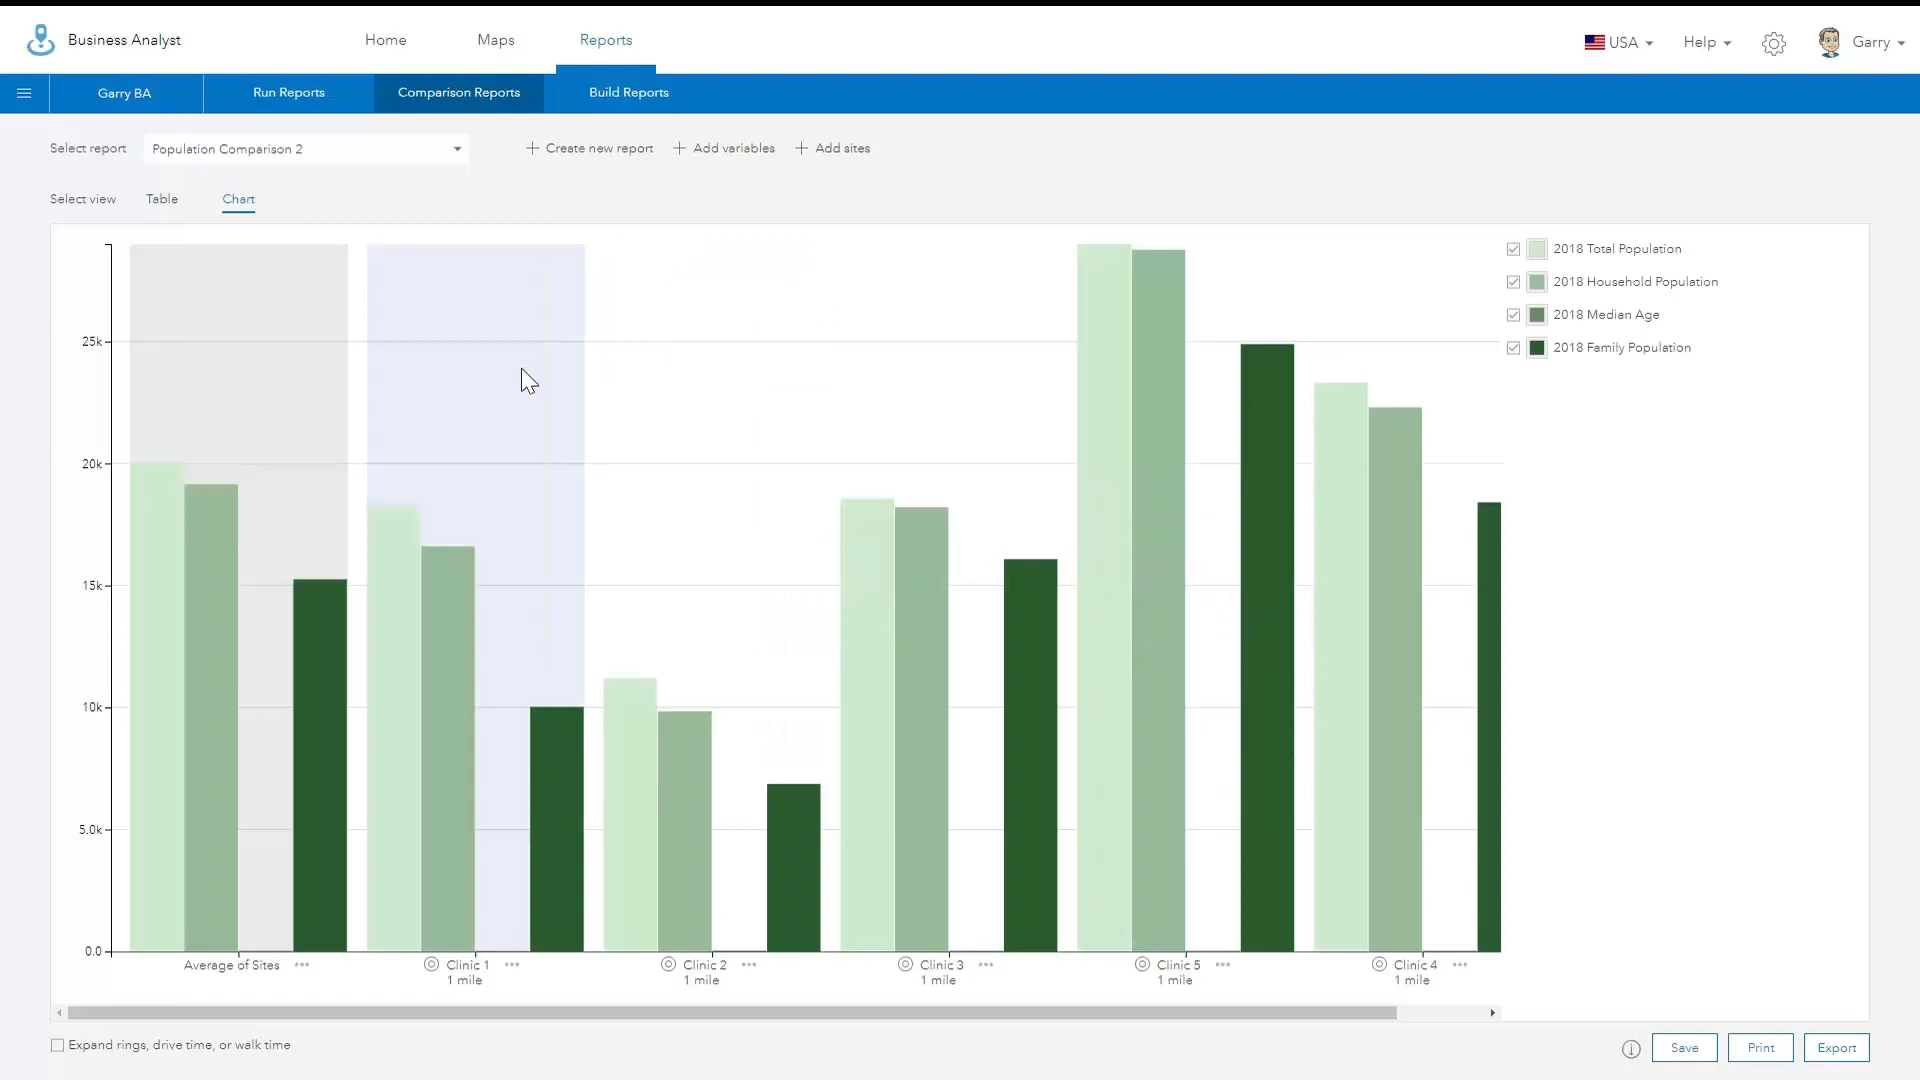 Business Analyst
Home
Maps
Reports
USA
Help
Garry
Garry BA
Run Reports
Comparison Reports
Build Reports
Select report
Population Comparison 2
Create new report
Add variables
Add sites
Select view
Table
Chart
25k
20k
15k
10k
5.0k
0.0
2018 Total Population
2018 Household Population
2018 Median Age
2018 Family Population
Average of Sites
Clinic 1
1 mile
Clinic 2
1 mile
Clinic 3
1 mile
Clinic 5
1 mile
Clinic 4
1 mile
Expand rings, drive time, or walk time
Save
Print
Export